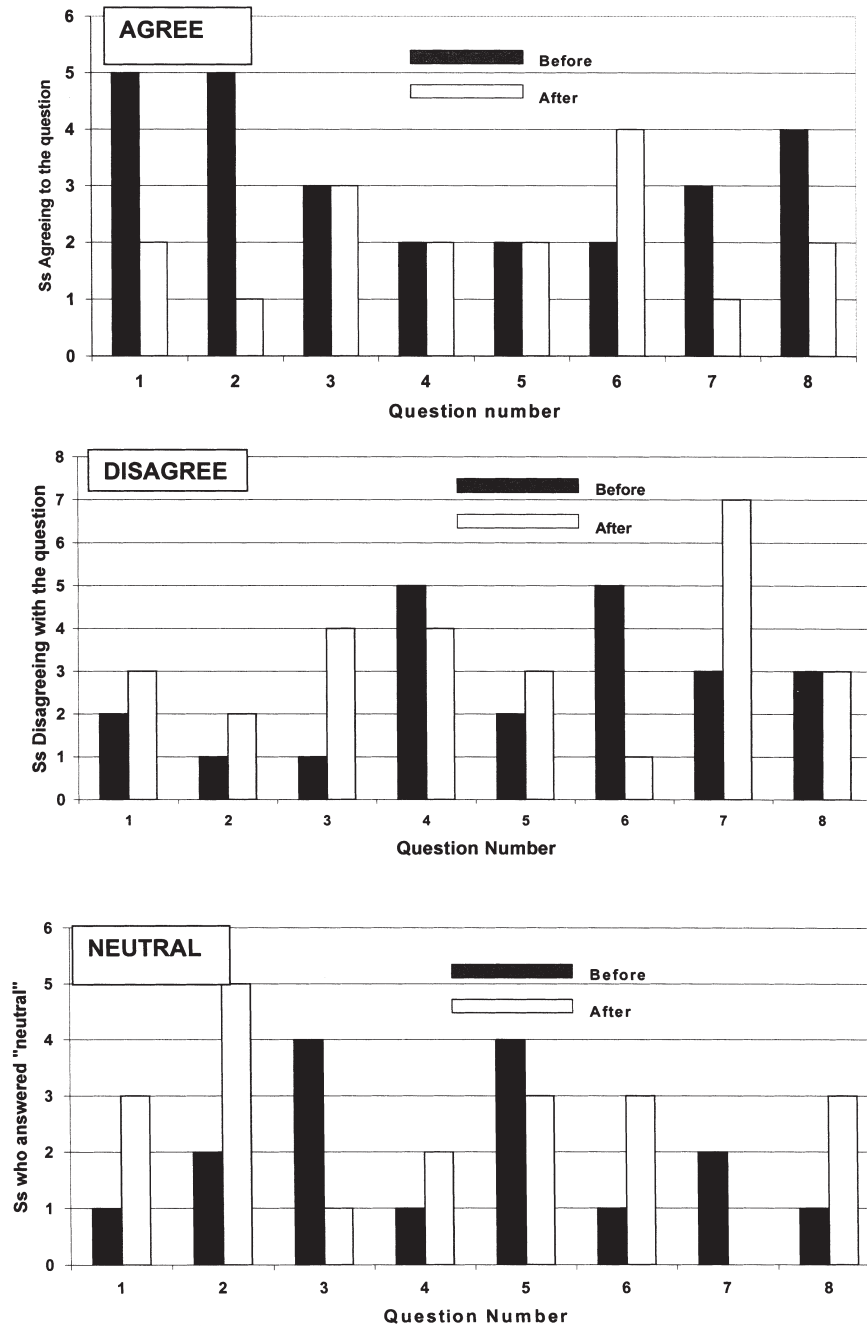 AGREE
Before
After
6
5
4
3
2
1
0
Ss Agreeing to the question
1 2 3 4 5 6 7 8
Question number
DISAGREE
Before
After
8
7
6
5
4
3
2
1
0
Ss Disagreeing with the question
1 2 3 4 5 6 7 8
Question Number
NEUTRAL
Before
After
6
5
4
3
2
1
0
Ss who answered "neutral"
1 2 3 4 5 6 7 8
Question Number